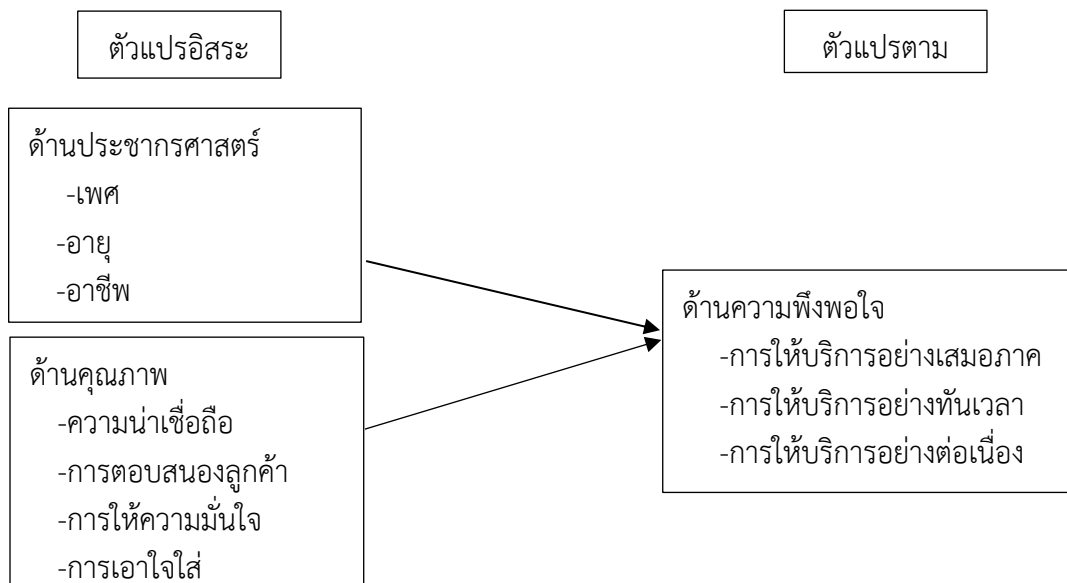 ตัวแปรอิสระ
ตัวแปรตาม
ด้านประชากรศาสตร์
-เพศ
-อายุ
-อาชีพ
ด้านคุณภาพ
-ความน่าเชื่อถือ
-การตอบสนองลูกค้า
-การให้ความมั่นใจ
-การเอาใจใส่
ด้านความพึงพอใจ
-การให้บริการอย่างเสมอภาค
-การให้บริการอย่างทันเวลา
-การให้บริการอย่างต่อเนื่อง